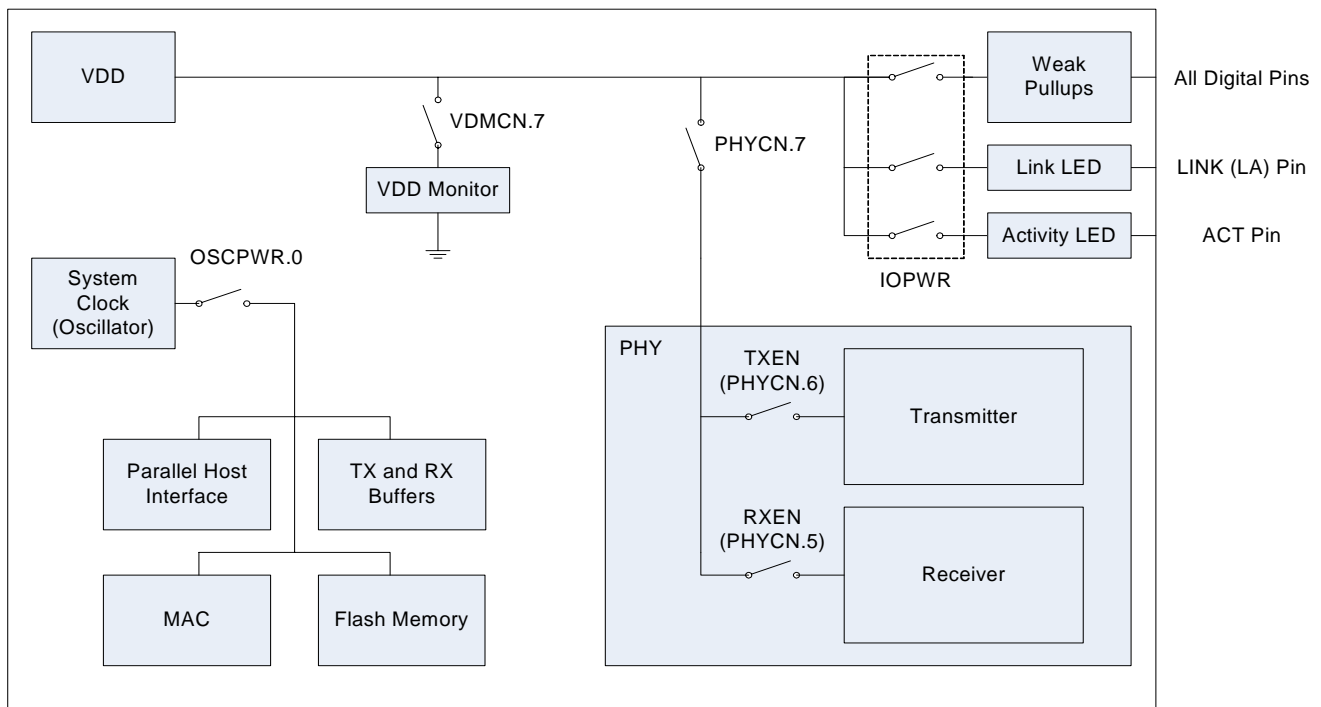 VDD
Weak
Pullups
All Digital Pins
VDMCN.7
PHYCN.7
VDD Monitor
Link LED
LINK (LA) Pin
Activity LED
ACT Pin
IOPWR
OSCPWR.0
System
Clock
(Oscillator)
PHY
TXEN
(PHYCN.6)
Transmitter
Parallel Host
Interface
TX and RX
Buffers
RXEN
(PHYCN.5)
Receiver
MAC
Flash Memory